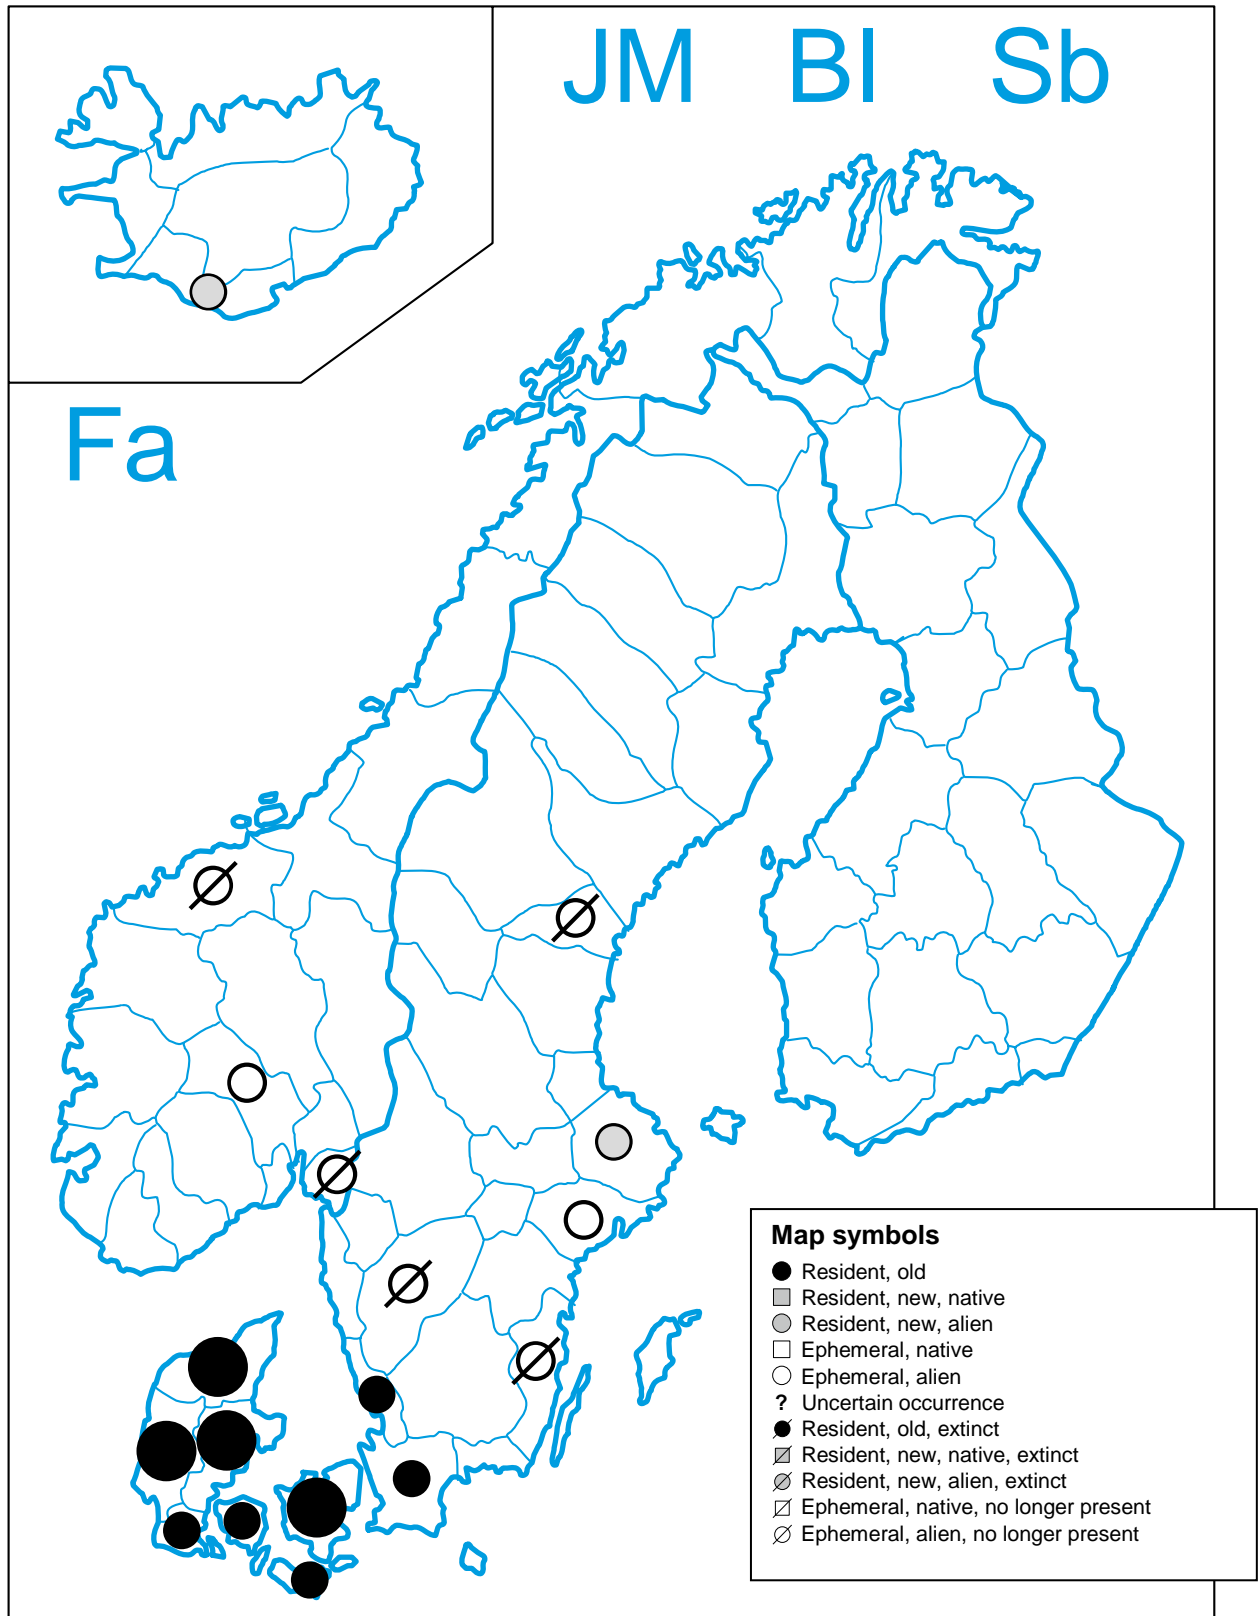 JM Bl Sb
Fa
Map symbols
Resident, old
Resident, new, native
Resident, new, alien
Ephemeral, native
Ephemeral, alien
? Uncertain occurrence
Resident, old, extinct
Resident, new, native, extinct
Resident, new, alien, extinct
Ephemeral, native, no longer present
Ephemeral, alien, no longer present